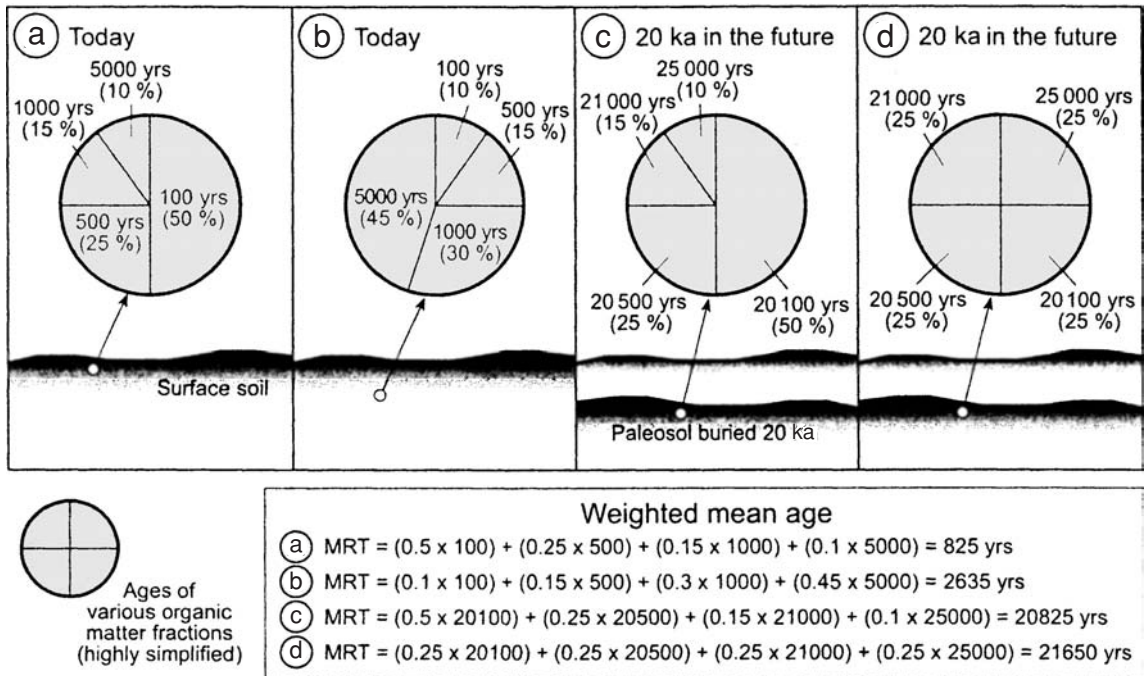 a Today
5000 yrs
(10 %)
1000 yrs
(15 %)
500 yrs
(25 %)
100 yrs
(50 %)
Surface soil
b Today
100 yrs
(10 %)
500 yrs
(15 %)
5000 yrs
(45 %)
1000 yrs
(30 %)
c 20 ka in the future
25 000 yrs
(10 %)
21 000 yrs
(15 %)
20 500 yrs
(25 %)
20 100 yrs
(50 %)
Paleosol buried 20 ka
d 20 ka in the future
21 000 yrs
(25 %)
25 000 yrs
(25 %)
20 500 yrs
(25 %)
20 100 yrs
(25 %)
Ages of
various organic
matter fractions
(highly simplified)
Weighted mean age
a MRT = (0.5 x 100) + (0.25 x 500) + (0.15 x 1000) + (0.1 x 5000) = 825 yrs
b MRT = (0.1 x 100) + (0.15 x 500) + (0.3 x 1000) + (0.45 x 5000) = 2635 yrs
c MRT = (0.5 x 20100) + (0.25 x 20500) + (0.15 x 21000) + (0.1 x 25000) = 20825 yrs
d MRT = (0.25 x 20100) + (0.25 x 20500) + (0.25 x 21000) + (0.25 x 25000) = 21650 yrs